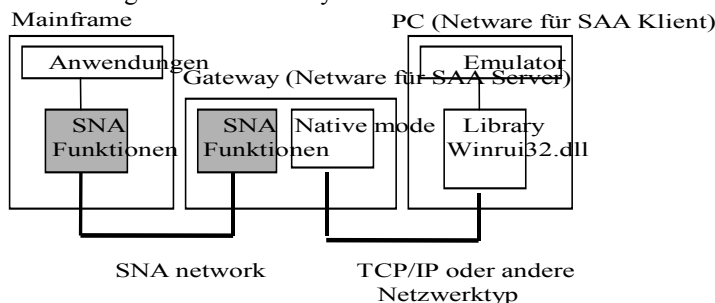 Mainframe
PC (Netware für SAA Klient)
Anwendungen
Gateway (Netware für SAA Server)
Emulator
SNA
Funktionen
SNA
Funktionen
Native mode
Library
Winrui32.dll
SNA network
TCP/IP oder andere
Netzwerktyp